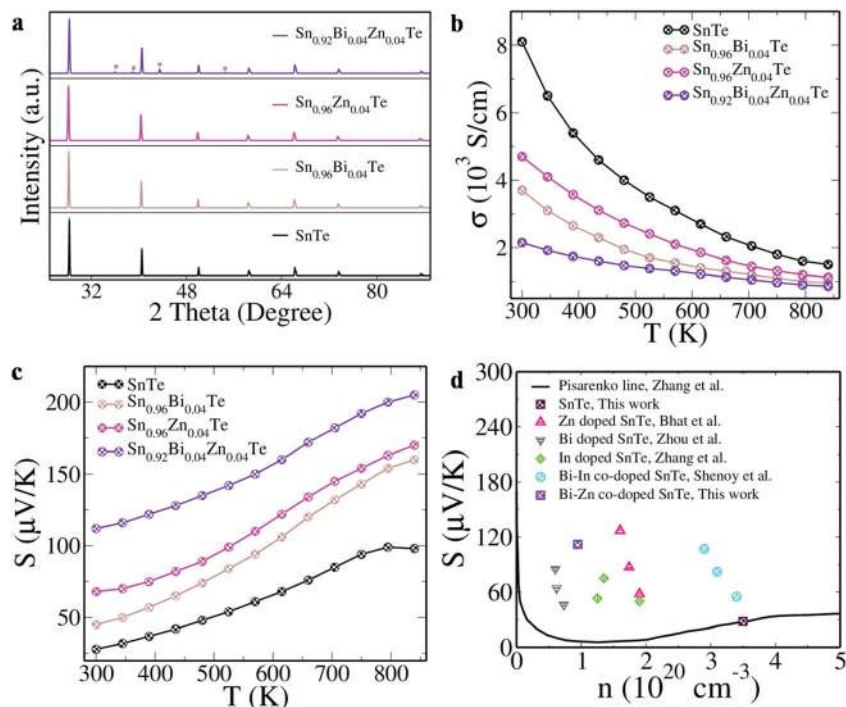 a
Sn0.92Bi0.04Zn0.04Te
* * * *
Sn0.96Zn0.04Te
Sn0.96Bi0.04Te
SnTe
Intensity (a.u.)
32 48 64 80
2 Theta (Degree)
b
SnTe
Sn0.96Bi0.04Te
Sn0.96Zn0.04Te
Sn0.92Bi0.04Zn0.04Te
8
6
4
2
σ (10³ S/cm)
300 400 500 600 700 800
T (K)
c
SnTe
Sn0.96Bi0.04Te
Sn0.96Zn0.04Te
Sn0.92Bi0.04Zn0.04Te
200
150
100
50
S (μV/K)
300 400 500 600 700 800
T (K)
d
Pisarenko line, Zhang et al.
SnTe, This work
Zn doped SnTe, Bhat et al.
Bi doped SnTe, Zhou et al.
In doped SnTe, Zhang et al.
Bi-In co-doped SnTe, Shenoy et al.
Bi-Zn co-doped SnTe, This work
300
240
180
120
60
0
S (μV/K)
0 1 2 3 4 5
n (10²⁰ cm⁻³)